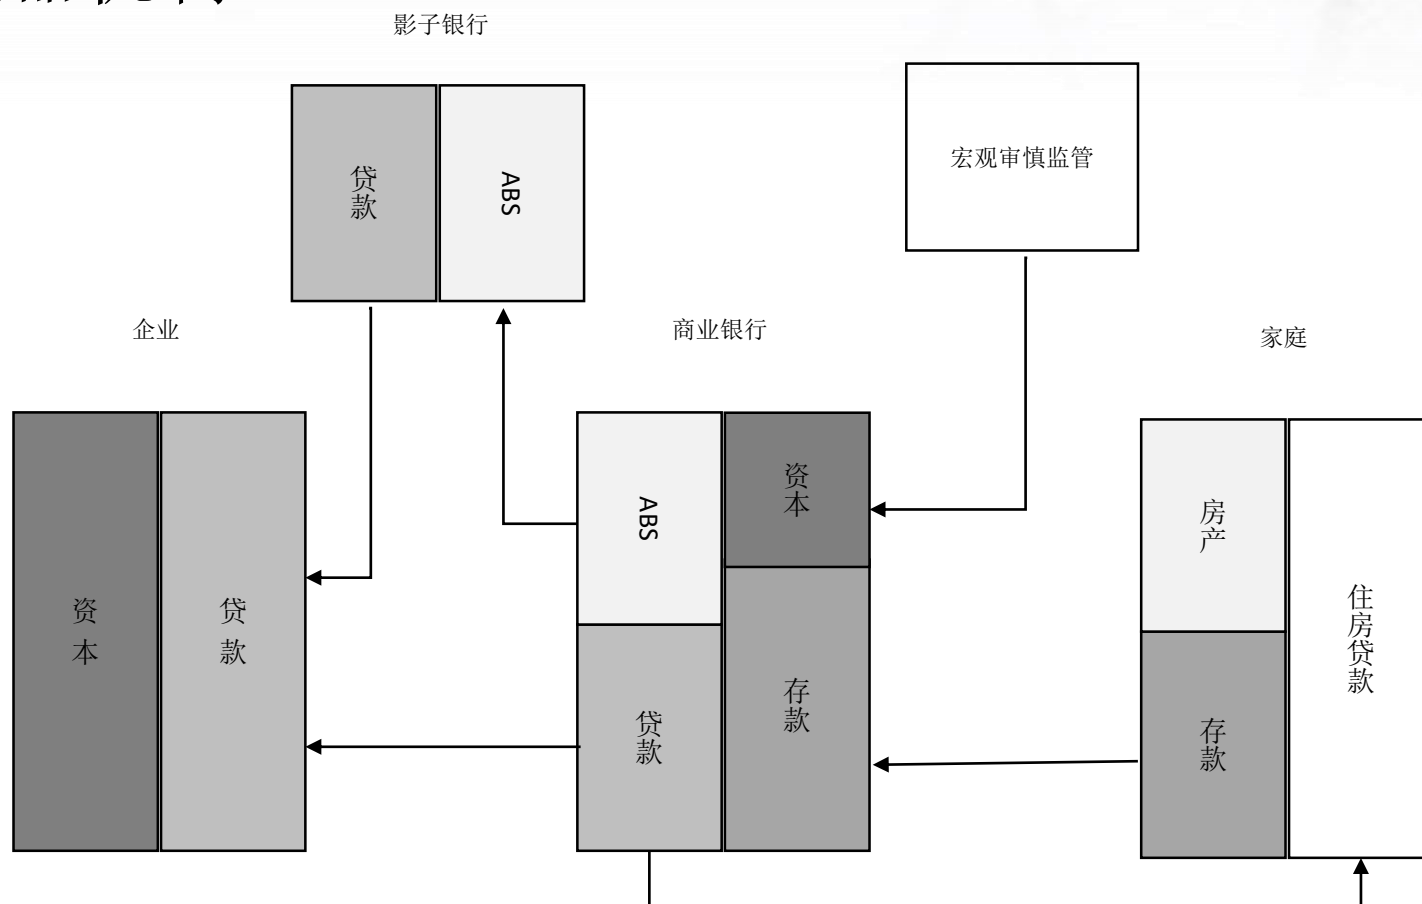 影子银行
贷款
ABS
宏观审慎监管
企业
商业银行
家庭
资本
贷款
ABS
资本
贷款
存款
房产
存款
住房贷款